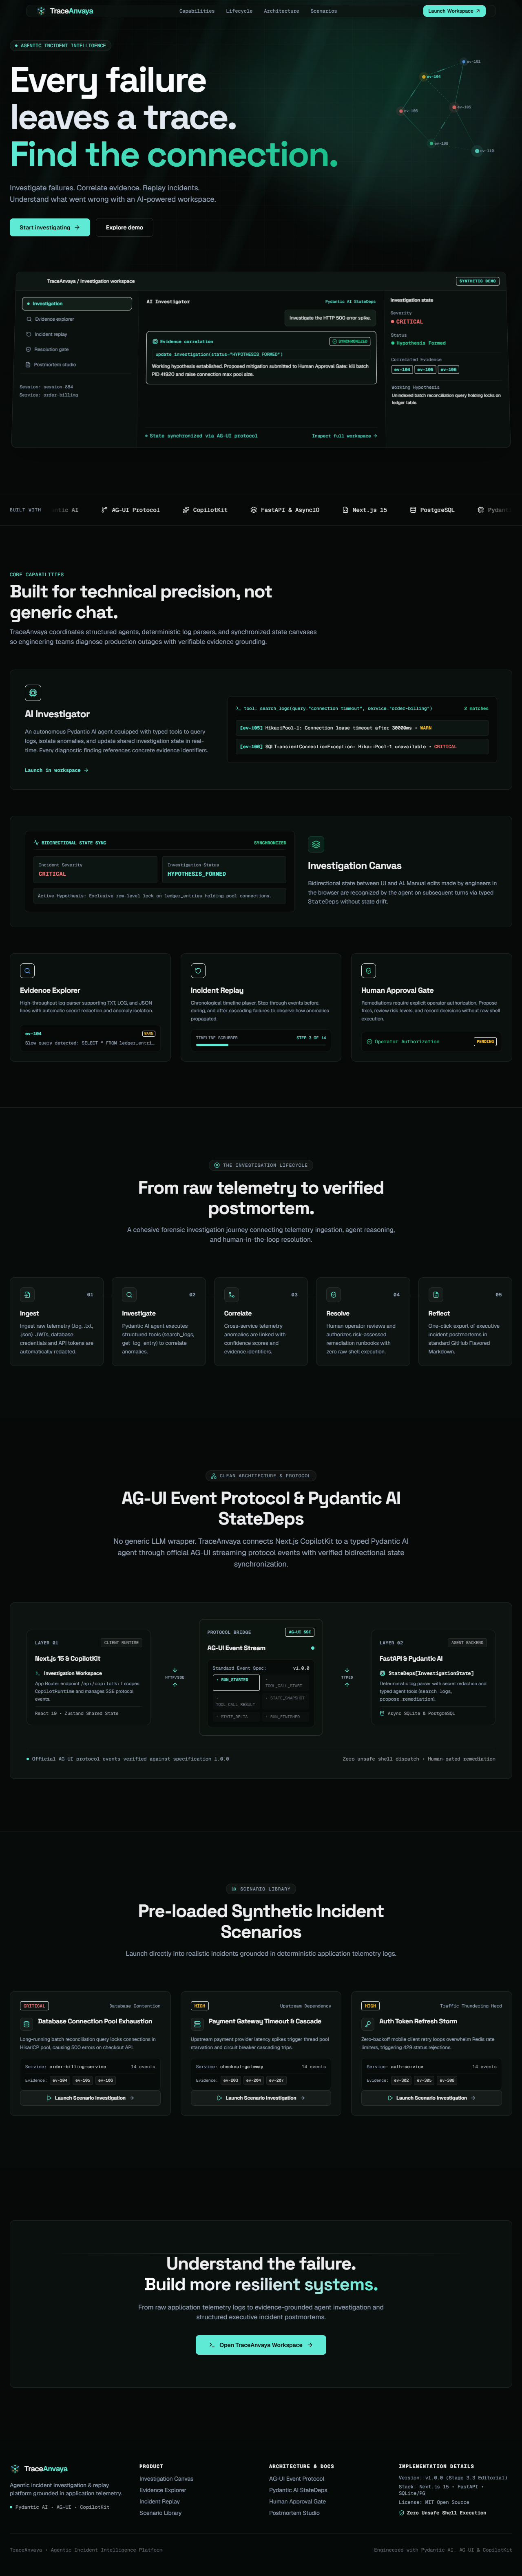 TraceAnvaya
Capabilities Lifecycle Architecture Scenarios
Launch Workspace
AGENTIC INCIDENT INTELLIGENCE
Every failure
leaves a trace.
Find the connection.
Understand what went wrong with an AI-powered workspace.
Investigate failures. Correlate evidence. Replay incidents.
Start investigating
Explore demo
TraceAnvaya / Investigation workspace
SYNTHETIC DEMO
Investigation
Evidence explorer
Incident replay
Resolution gate
Postmortem studio
Session: session-084
Service: order-billing
AI Investigator
Pydantic AI StateDeps
Investigate the HTTP 500 error spike.
Evidence correlation
SYNCHRONIZED
update_investigation(status="HYPOTHESIS_FORMED")
Working hypothesis established. Proposed mitigation submitted to Human Approval Gate: kill batch
PID 41920 and raise connection max pool size.
State synchronized via AG-UI protocol
Inspect full workspace
Investigation state
Severity
CRITICAL
Status
Hypothesis Formed
Correlated Evidence
ev-104 ev-105 ev-106
Working Hypothesis
Unindexed batch reconciliation query holding locks on
ledger table.
BUILT WITH
AG-UI Protocol
CopilotKit
FastAPI & AsyncIO
Next.js 15
PostgreSQL
CORE CAPABILITIES
Built for technical precision, not
generic chat.
TraceAnvaya coordinates structured agents, deterministic log parsers, and synchronized state canvases
so engineering teams diagnose production outages with verifiable evidence grounding.
AI Investigator
An autonomous Pydantic AI agent equipped with typed tools to query
logs, isolate anomalies, and update shared investigation state in real-
time. Every diagnostic finding references concrete evidence identifiers.
Launch in workspace
tool: search_logs(query="connection timeout", service="order-billing")
2 matches
[ev-105] HikariPool-1: Connection lease timeout after 30000ms • WARN
[ev-106] SQLTransientConnectionException: HikariPool-1 unavailable • CRITICAL
BIDIRECTIONAL STATE SYNC
SYNCHRONIZED
Incident Severity
CRITICAL
Investigation Status
HYPOTHESIS_FORMED
Active Hypothesis: Exclusive row-level lock on ledger_entries holding pool connections.
Investigation Canvas
Bidirectional state between UI and AI. Manual edits made by engineers in
the browser are recognized by the agent on subsequent turns via typed
StateDeps without state drift.
Evidence Explorer
High-throughput log parser supporting TXT, LOG, and JSON
lines with automatic secret redaction and anomaly isolation.
ev-104
WARN
Slow query detected: SELECT * FROM ledger_entri…
Incident Replay
Chronological timeline player. Step through events before,
during, and after cascading failures to observe how anomalies
propagated.
TIMELINE SCRUBBER
STEP 3 OF 14
Human Approval Gate
Remediations require explicit operator authorization. Propose
fixes, review risk levels, and record decisions without raw shell
execution.
Operator Authorization
PENDING
THE INVESTIGATION LIFECYCLE
From raw telemetry to verified
postmortem.
A cohesive forensic investigation journey connecting telemetry ingestion, agent reasoning,
and human-in-the-loop resolution.
01
Ingest
Ingest raw telemetry (.log, .txt,
.json). JWTs, database
credentials and API tokens are
automatically redacted.
02
Investigate
Pydantic AI agent executes
structured tools (search_logs,
get_log_entry) to correlate
anomalies.
03
Correlate
Cross-service telemetry
anomalies are linked with
confidence scores and
evidence identifiers.
04
Resolve
Human operator reviews and
authorizes risk-assessed
remediation runbooks with
zero raw shell execution.
05
Reflect
One-click export of executive
incident postmortems in
standard GitHub Flavored
Markdown.
CLEAN ARCHITECTURE & PROTOCOL
AG-UI Event Protocol & Pydantic AI
StateDeps
No generic LLM wrapper. TraceAnvaya connects Next.js CopilotKit to a typed Pydantic AI
agent through official AG-UI streaming protocol events with verified bidirectional state
synchronization.
LAYER 01
CLIENT RUNTIME
Next.js 15 & CopilotKit
Investigation Workspace
App Router endpoint /api/copilotkit scopes
CopilotRuntime and manages SSE protocol
events.
React 19 • Zustand Shared State
HTTP/SSE
PROTOCOL BRIDGE
AG-UI SSE
AG-UI Event Stream
Standard Event Spec:
v1.0.0
RUN_STARTED
TOOL_CALL_START
TOOL_CALL_RESULT
STATE_SNAPSHOT
STATE_DELTA
RUN_FINISHED
TYPED
LAYER 02
AGENT BACKEND
FastAPI & Pydantic AI
StateDeps[InvestigationState]
Deterministic log parser with secret redaction and
typed agent tools (search_logs,
propose_remediation).
Async SQLite & PostgreSQL
Official AG-UI protocol events verified against specification 1.0.0
Zero unsafe shell dispatch • Human-gated remediation
SCENARIO LIBRARY
Pre-loaded Synthetic Incident
Scenarios
Launch directly into realistic incidents grounded in deterministic application telemetry logs.
CRITICAL
Database Contention
Database Connection Pool Exhaustion
Long-running batch reconciliation query locks connections in
HikariCP pool, causing 500 errors on checkout API.
Service: order-billing-service
14 events
Evidence: ev-104 ev-105 ev-106
Launch Scenario Investigation
HIGH
Upstream Dependency
Payment Gateway Timeout & Cascade
Upstream payment provider latency spikes trigger thread pool
starvation and circuit breaker cascading trips.
Service: checkout-gateway
14 events
Evidence: ev-203 ev-204 ev-207
Launch Scenario Investigation
HIGH
Traffic Thundering Herd
Auth Token Refresh Storm
Zero-backoff mobile client retry loops overwhelm Redis rate
limiters, triggering 429 status rejections.
Service: auth-service
14 events
Evidence: ev-302 ev-305 ev-306
Launch Scenario Investigation
Understand the failure.
Build more resilient systems.
From raw application telemetry logs to evidence-grounded agent investigation and
structured executive incident postmortems.
Open TraceAnvaya Workspace
TraceAnvaya
Agentic incident investigation & replay
platform grounded in application telemetry.
Pydantic AI • AG-UI • CopilotKit
PRODUCT
Investigation Canvas
Evidence Explorer
Incident Replay
Scenario Library
ARCHITECTURE & DOCS
AG-UI Event Protocol
Pydantic AI StateDeps
Human Approval Gate
Postmortem Studio
IMPLEMENTATION DETAILS
Version: v1.0.0 (Stage 3.3 Editorial)
Stack: Next.js 15 • FastAPI •
SQLite/PG
License: MIT Open Source
Zero Unsafe Shell Execution
TraceAnvaya • Agentic Incident Intelligence Platform
Engineered with Pydantic AI, AG-UI & CopilotKit